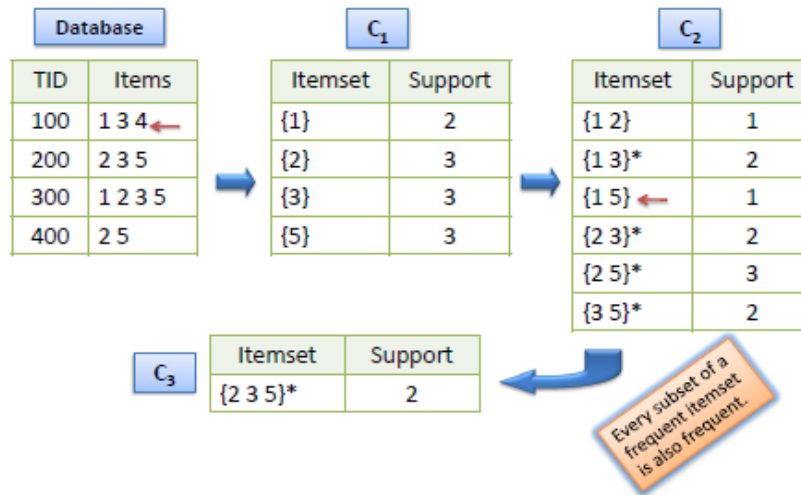 Database
TID Items
100 1 3 4
200 2 3 5
300 1 2 3 5
400 2 5
C1
Itemset Support
{1} 2
{2} 3
{3} 3
{5} 3
C2
Itemset Support
{1 2} 1
{1 3}* 2
{1 5} 1
{2 3}* 2
{2 5}* 3
{3 5}* 2
C3
Itemset Support
{2 3 5}* 2
Every subset of a
frequent itemset
is also frequent.